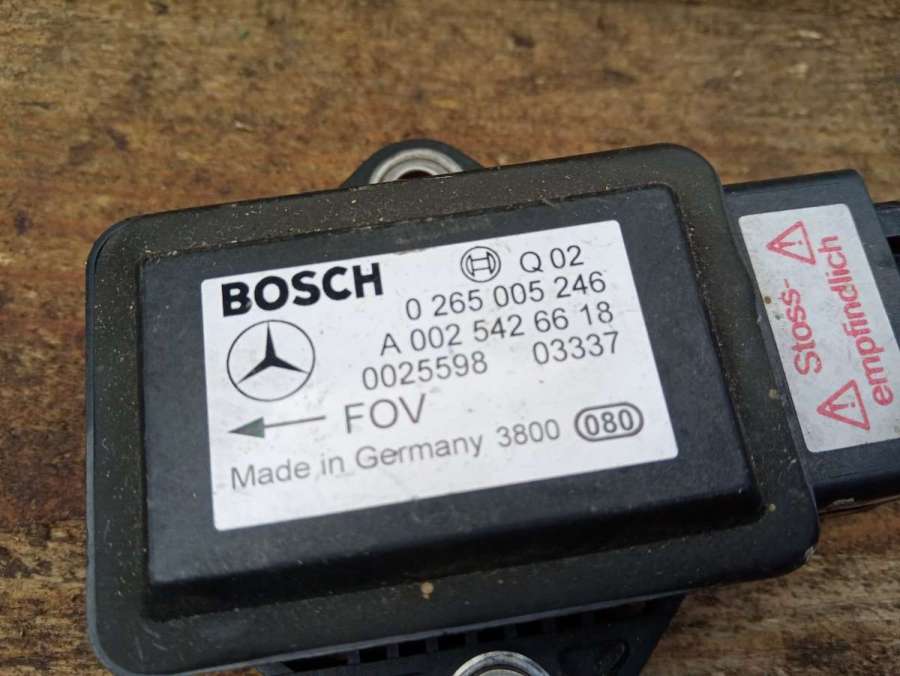 BOSCH Q 02
0 265 005 246
A 002 542 66 18
0025598 03337
FOV
Made in Germany 3800 080
Stoss-
empfindlich